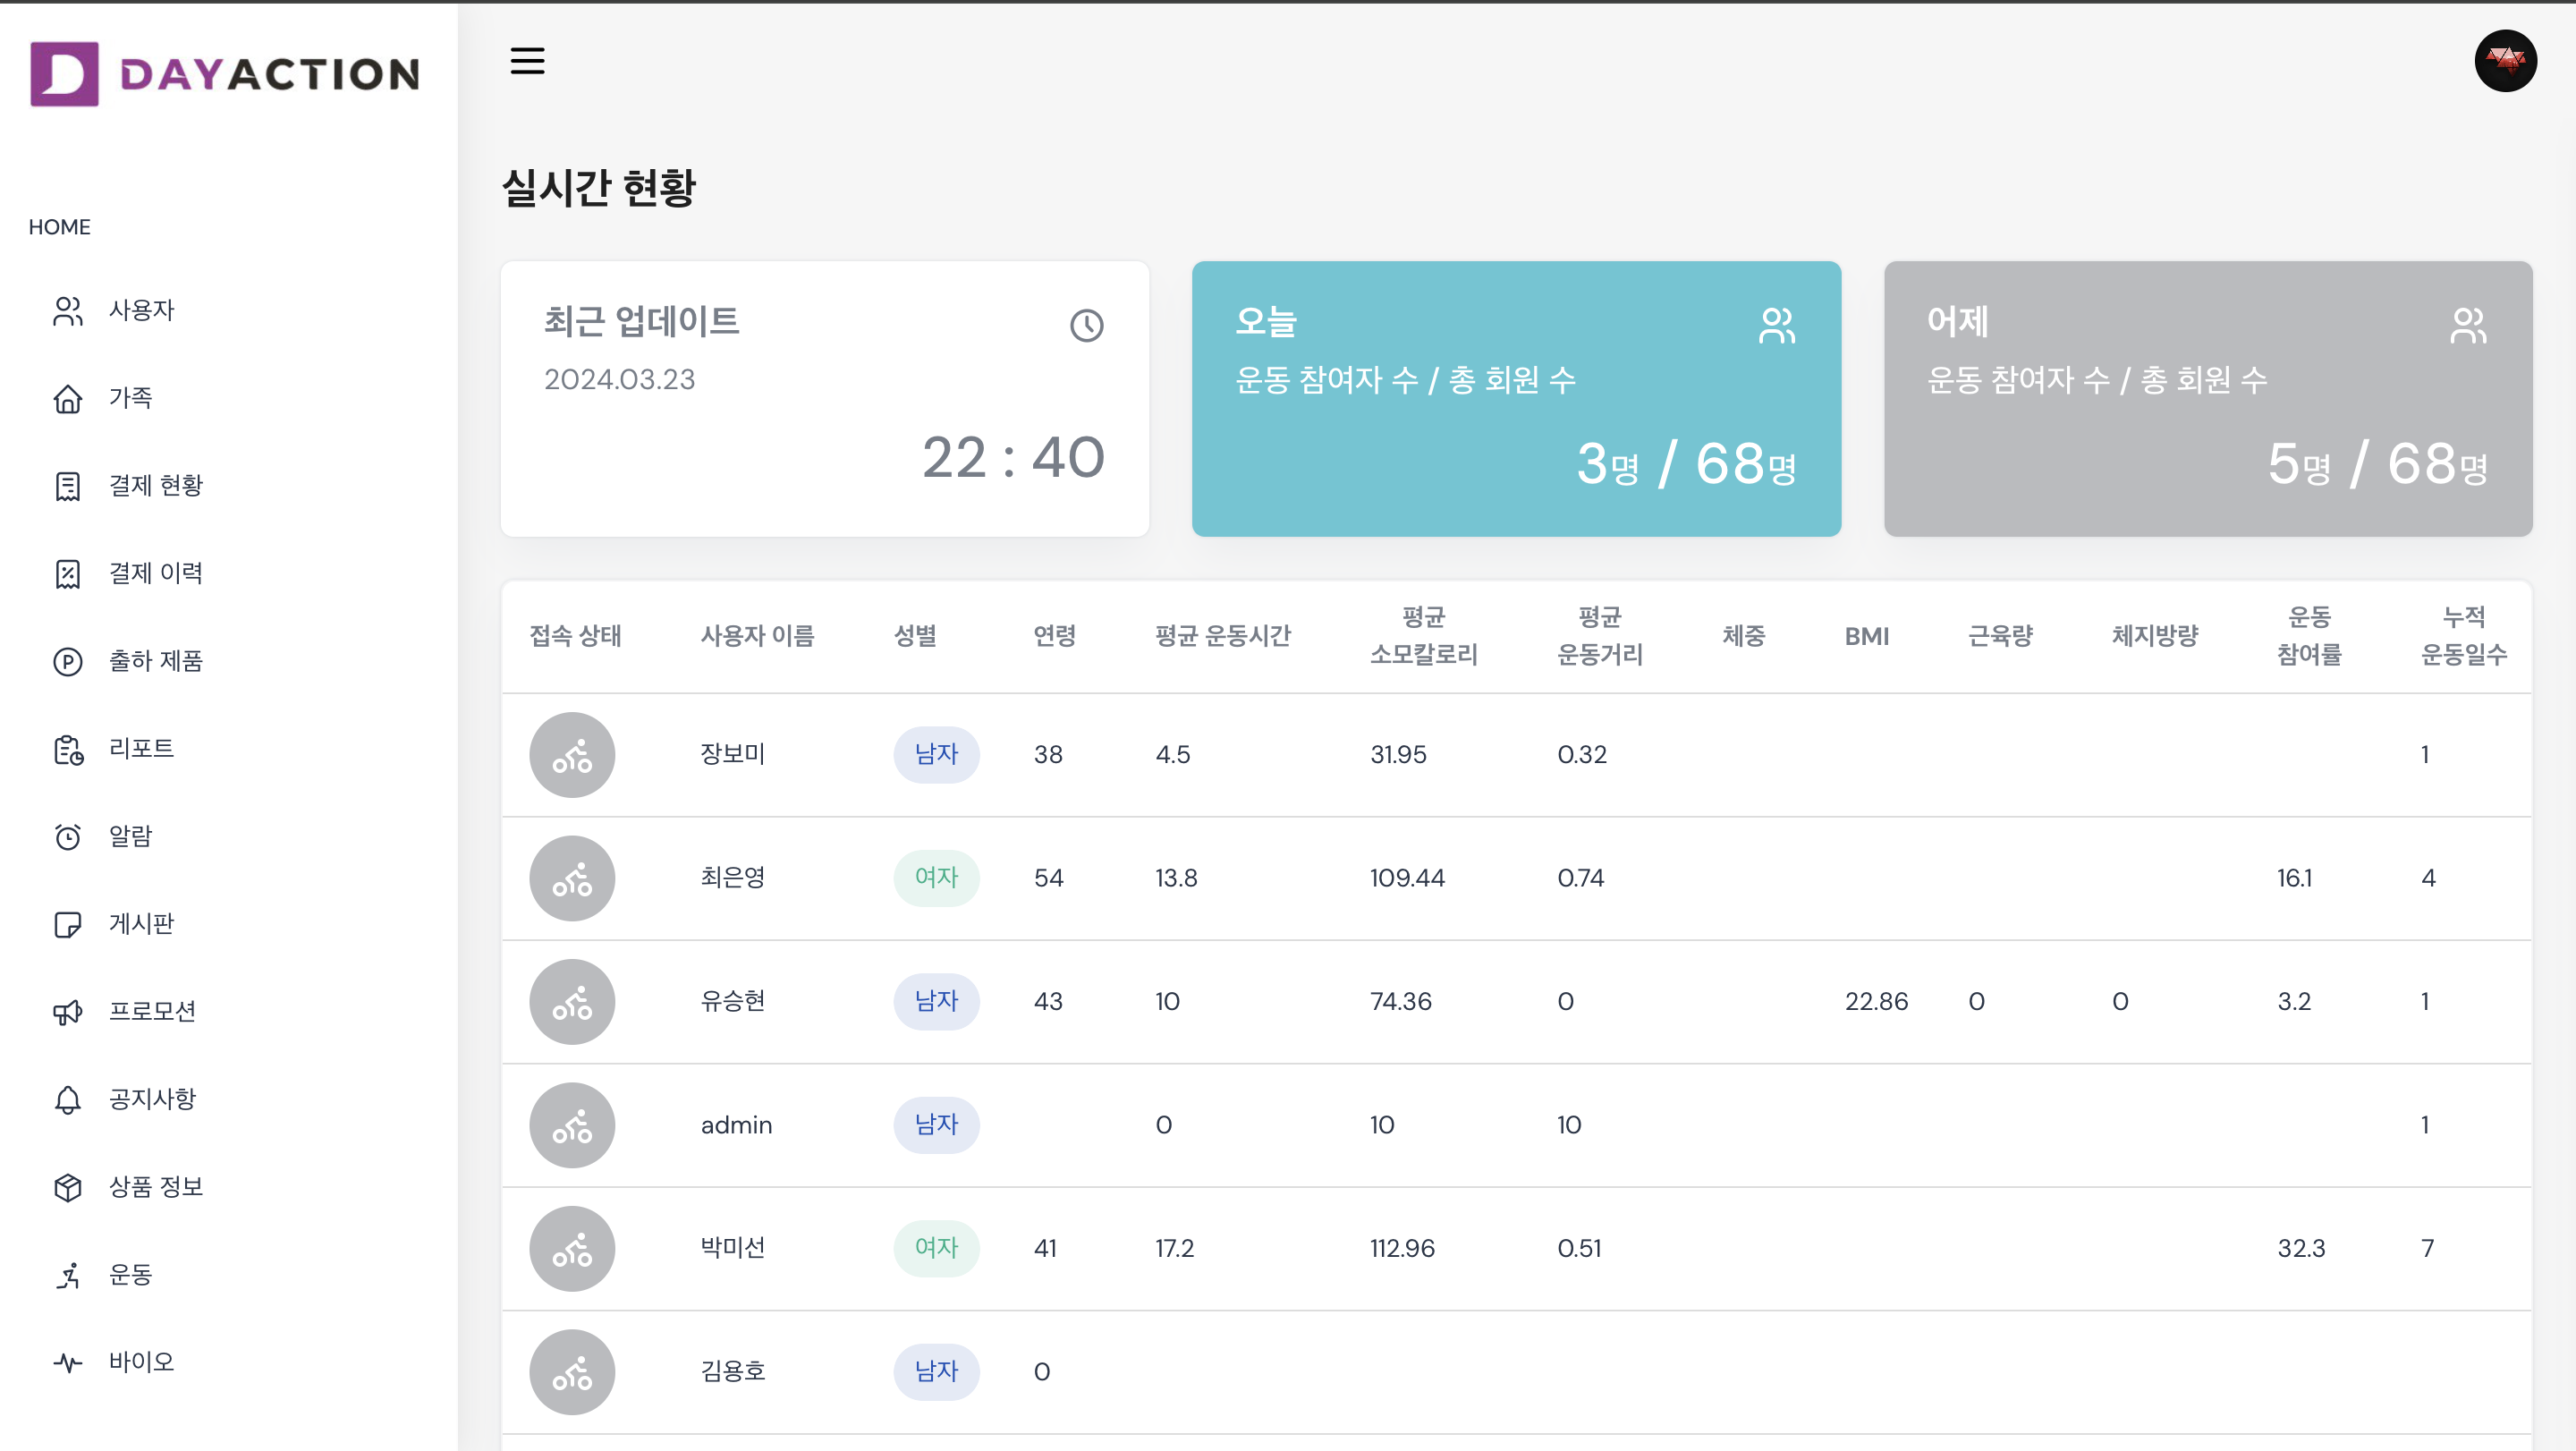 DAYACTION
HOME
사용자
가족
결제 현황
결제 이력
출하 제품
리포트
알람
게시판
프로모션
공지사항
상품 정보
운동
바이오
실시간 현황
최근 업데이트
2024.03.23
22 : 40
오늘
운동 참여자 수 / 총 회원 수
3명 / 68명
어제
운동 참여자 수 / 총 회원 수
5명 / 68명
접속 상태 사용자 이름 성별 연령 평균 운동시간 평균 소모칼로리 평균 운동거리 체중 BMI 근육량 체지방량 운동 참여률 누적 운동일수
장보미 남자 38 4.5 31.95 0.32 1
최은영 여자 54 13.8 109.44 0.74 16.1 4
유승현 남자 43 10 74.36 0 22.86 0 0 3.2 1
admin 남자 0 10 10 1
박미선 여자 41 17.2 112.96 0.51 32.3 7
김용호 남자 0